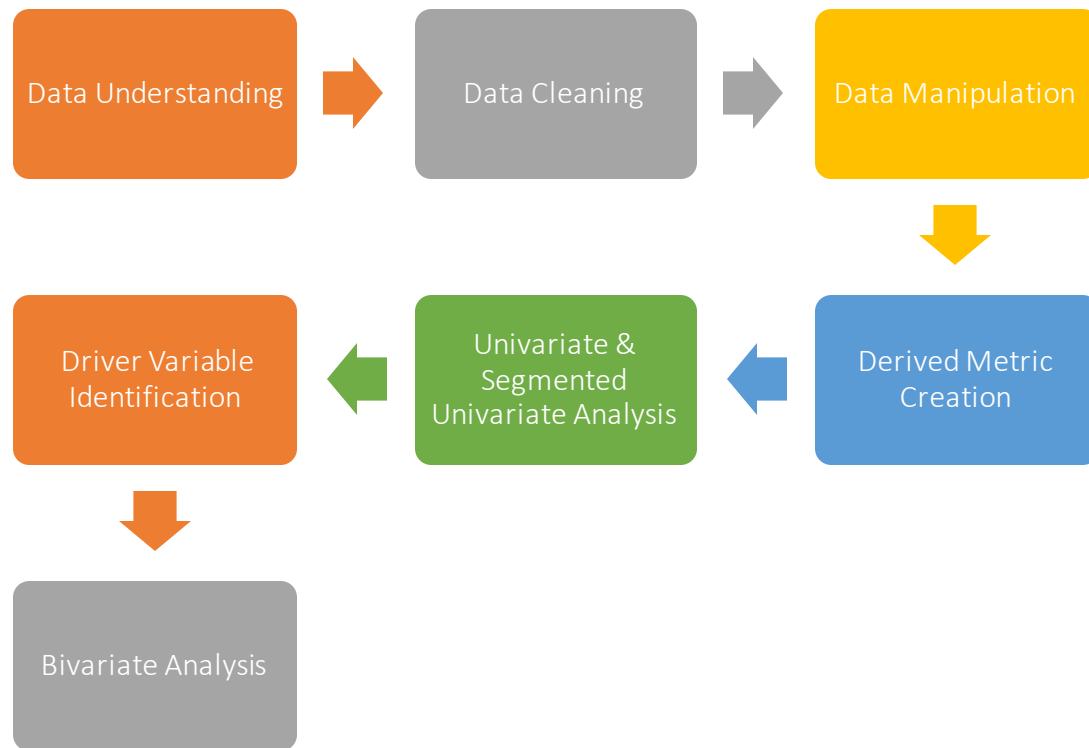 Data Understanding
Data Cleaning
Data Manipulation
Driver Variable
Identification
Univariate &
Segmented
Univariate Analysis
Derived Metric
Creation
Bivariate Analysis